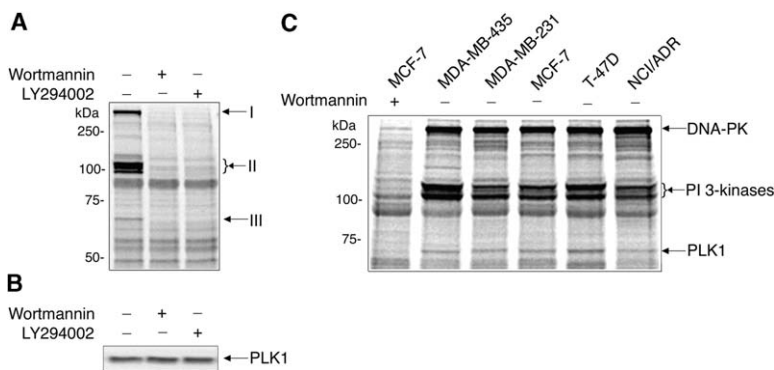 A
Wortmannin – + –
LY294002 – – +
kDa
250-
100-
75-
50-
I
II
III
B
Wortmannin – + –
LY294002 – – +
PLK1
C
MCF-7
MDA-MB-435
MDA-MB-231
MCF-7
T-47D
NCI/ADR
Wortmannin + – – – – –
kDa
250-
100-
75-
DNA-PK
PI 3-kinases
PLK1